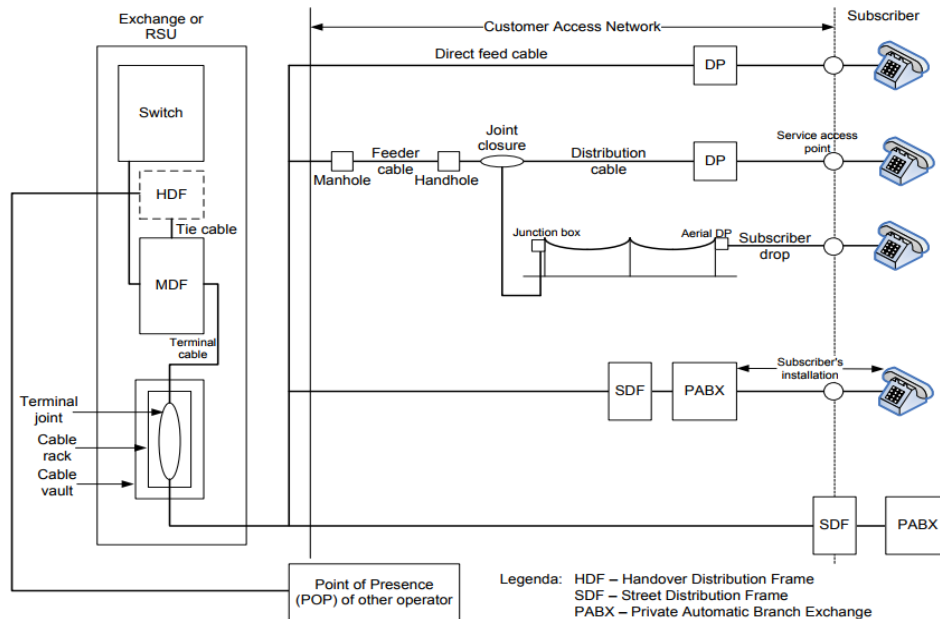 Exchange or
RSU
Customer Access Network
Subscriber
Direct feed cable
DP
Switch
Joint
closure
Service access
point
Feeder
cable
Distribution
cable
DP
Manhole
Handhole
HDF
Tie cable
Junction box
Aerial DP
Subscriber
drop
MDF
Terminal
cable
Subscriber's
installation
SDF
PABX
Terminal
joint
Cable
rack
Cable
vault
SDF
PABX
Point of Presence
(POP) of other operator
Legenda: HDF – Handover Distribution Frame
SDF – Street Distribution Frame
PABX – Private Automatic Branch Exchange